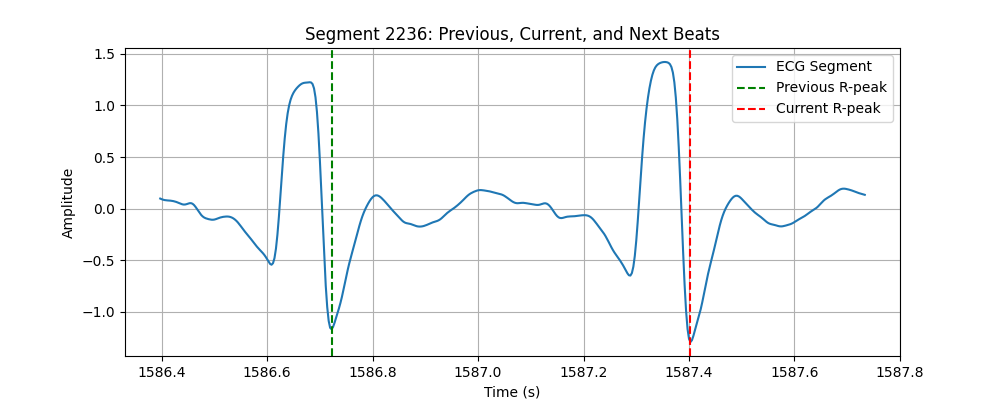 Segment 2236: Previous, Current, and Next Beats
ECG Segment
Previous R-peak
Current R-peak
Amplitude
1.5
1.0
0.5
0.0
−0.5
−1.0
1586.4 1586.6 1586.8 1587.0 1587.2 1587.4 1587.6 1587.8
Time (s)